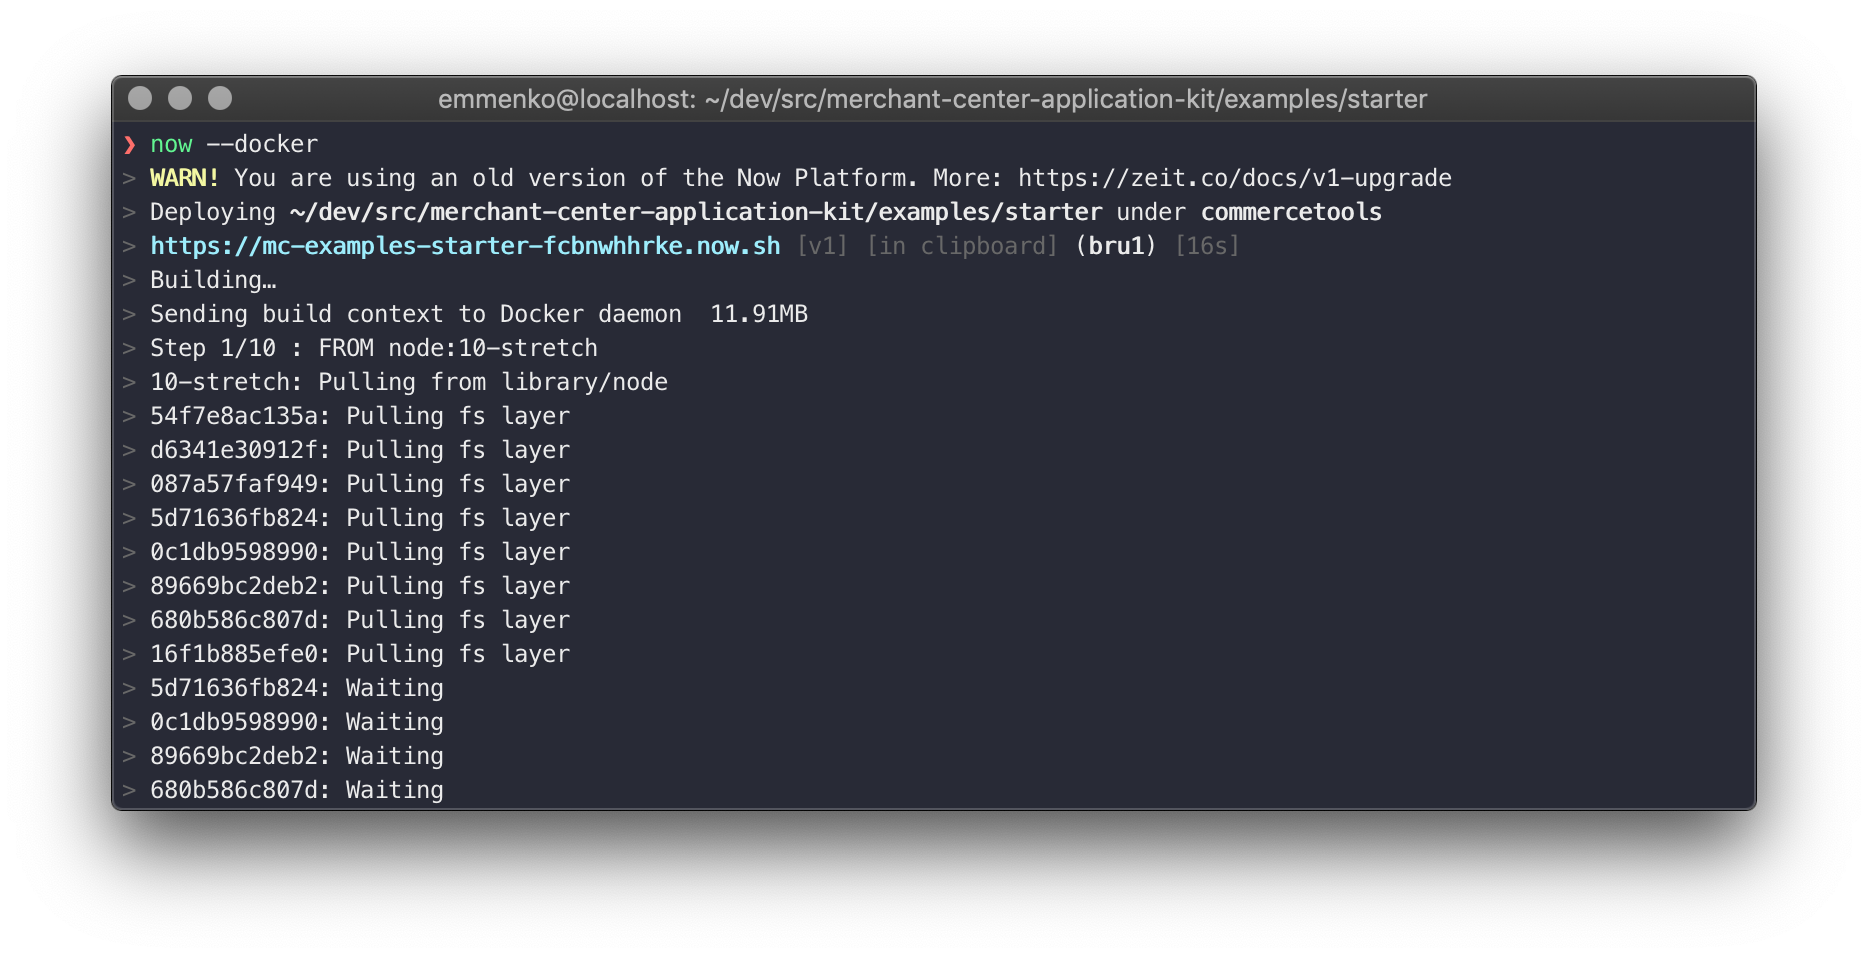 emmenko@localhost: ~/dev/src/merchant-center-application-kit/examples/starter
❯ now --docker
> WARN! You are using an old version of the Now Platform. More: https://zeit.co/docs/v1-upgrade
> Deploying ~/dev/src/merchant-center-application-kit/examples/starter under commercetools
> https://mc-examples-starter-fcbnwhhrke.now.sh [v1] [in clipboard] (bru1) [16s]
> Building…
> Sending build context to Docker daemon  11.91MB
> Step 1/10 : FROM node:10-stretch
> 10-stretch: Pulling from library/node
> 54f7e8ac135a: Pulling fs layer
> d6341e30912f: Pulling fs layer
> 087a57faf949: Pulling fs layer
> 5d71636fb824: Pulling fs layer
> 0c1db9598990: Pulling fs layer
> 89669bc2deb2: Pulling fs layer
> 680b586c807d: Pulling fs layer
> 16f1b885efe0: Pulling fs layer
> 5d71636fb824: Waiting
> 0c1db9598990: Waiting
> 89669bc2deb2: Waiting
> 680b586c807d: Waiting